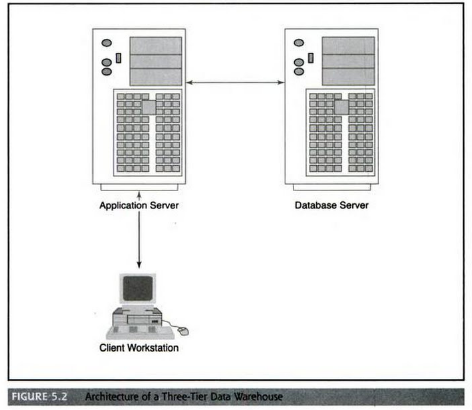 Application Server
Database Server
Client Workstation
FIGURE 5.2 Architecture of a Three-Tier Data Warehouse